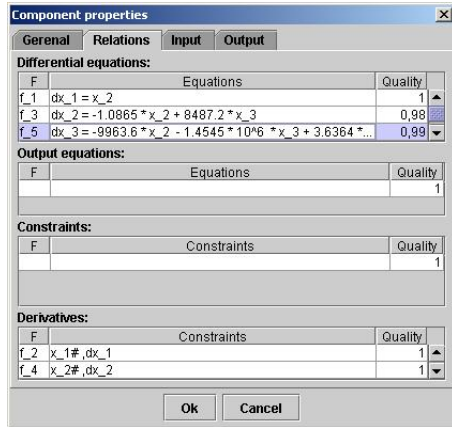 Component properties
Gerenal Relations Input Output
Differential equations:
F Equations Quality
f_1 dx_1 = x_2 1
f_3 dx_2 = -1.0865 * x_2 + 8487.2 * x_3 0,98
f_5 dx_3 = -9963.6 * x_2 - 1.4545 * 10^6 * x_3 + 3.6364 *... 0,99
Output equations:
F Equations Quality
1
Constraints:
F Constraints Quality
1
Derivatives:
F Constraints Quality
f_2 x_1# ,dx_1 1
f_4 x_2# ,dx_2 1
Ok Cancel